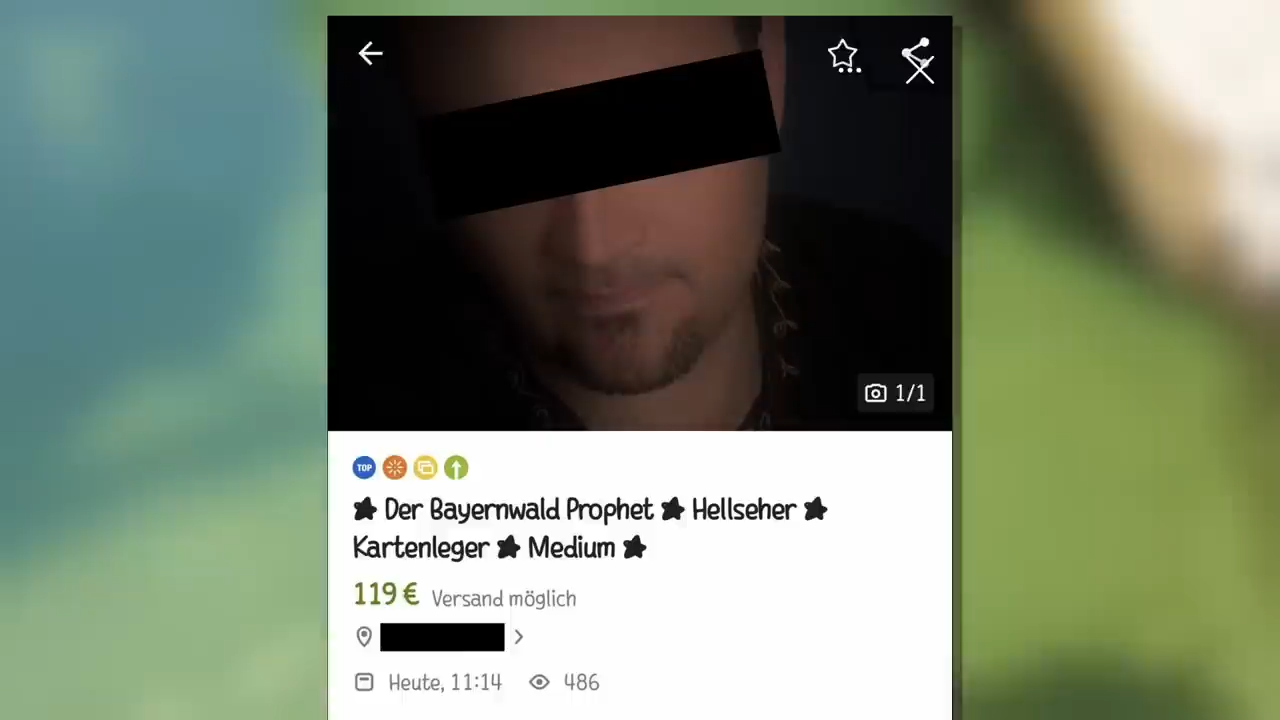 1/1
TOP
★ Der Bayernwald Prophet ★ Hellseher ★
Kartenleger ★ Medium ★
119 € Versand möglich
Heute, 11:14 486